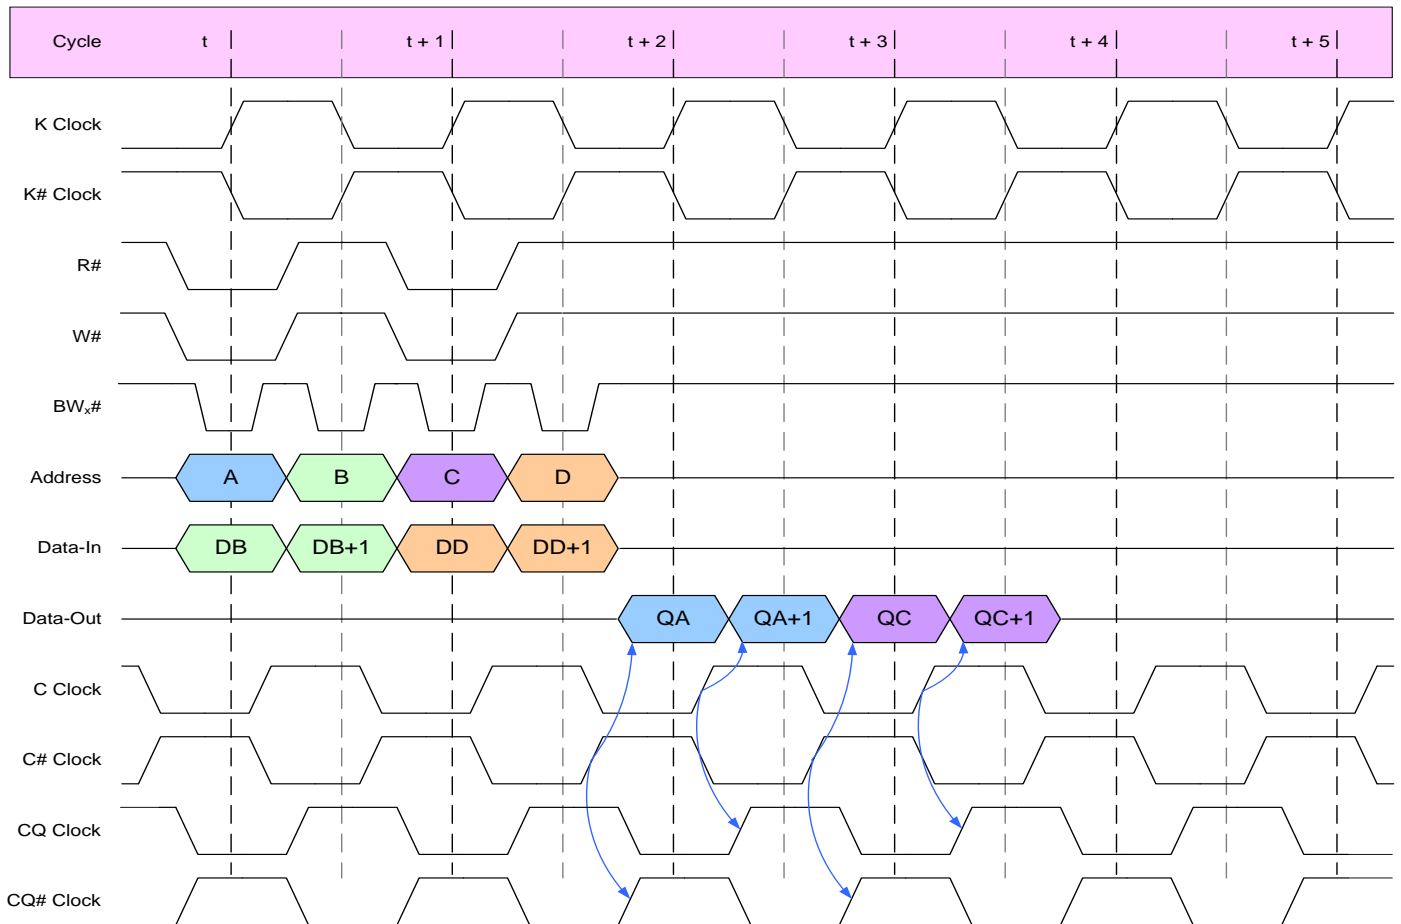 Cycle t t + 1 t + 2 t + 3 t + 4 t + 5
K Clock
K# Clock
R#
W#
BWₓ#
Address A B C D
Data-In DB DB+1 DD DD+1
Data-Out QA QA+1 QC QC+1
C Clock
C# Clock
CQ Clock
CQ# Clock